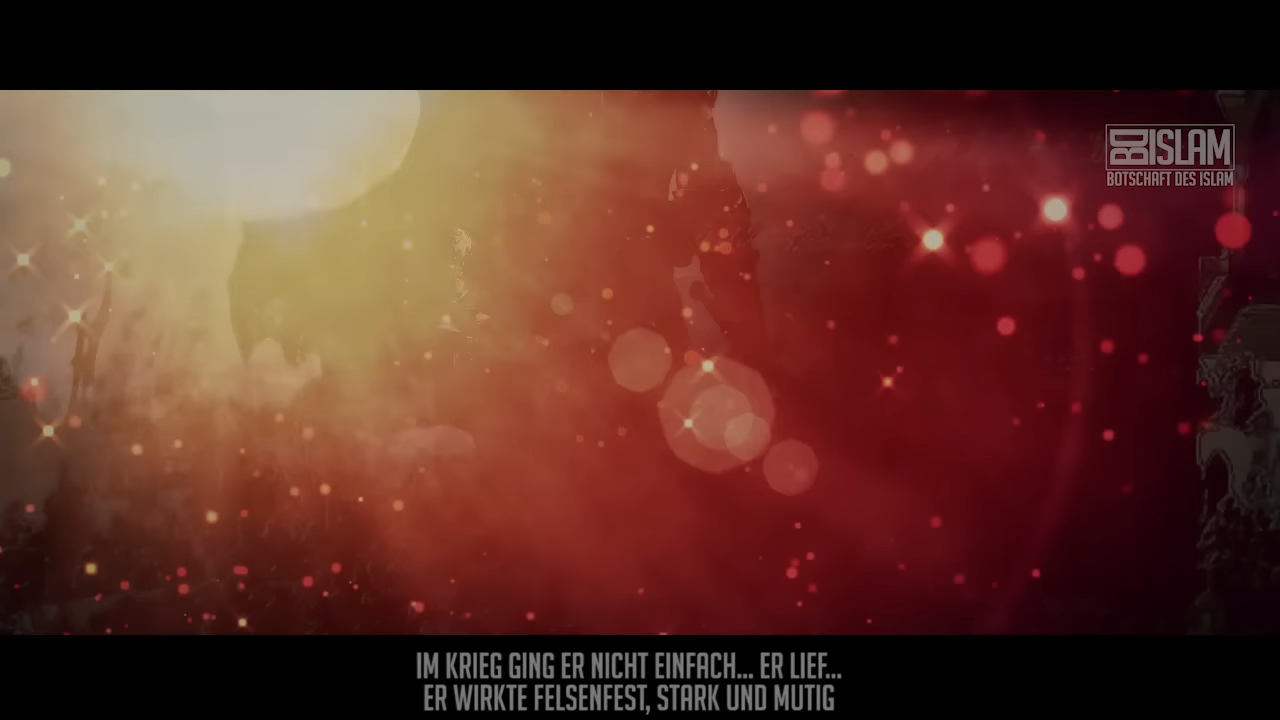 BDISLAM
BOTSCHAFT DES ISLAM
IM KRIEG GING ER NICHT EINFACH... ER LIEF...
ER WIRKTE FELSENFEST, STARK UND MUTIG